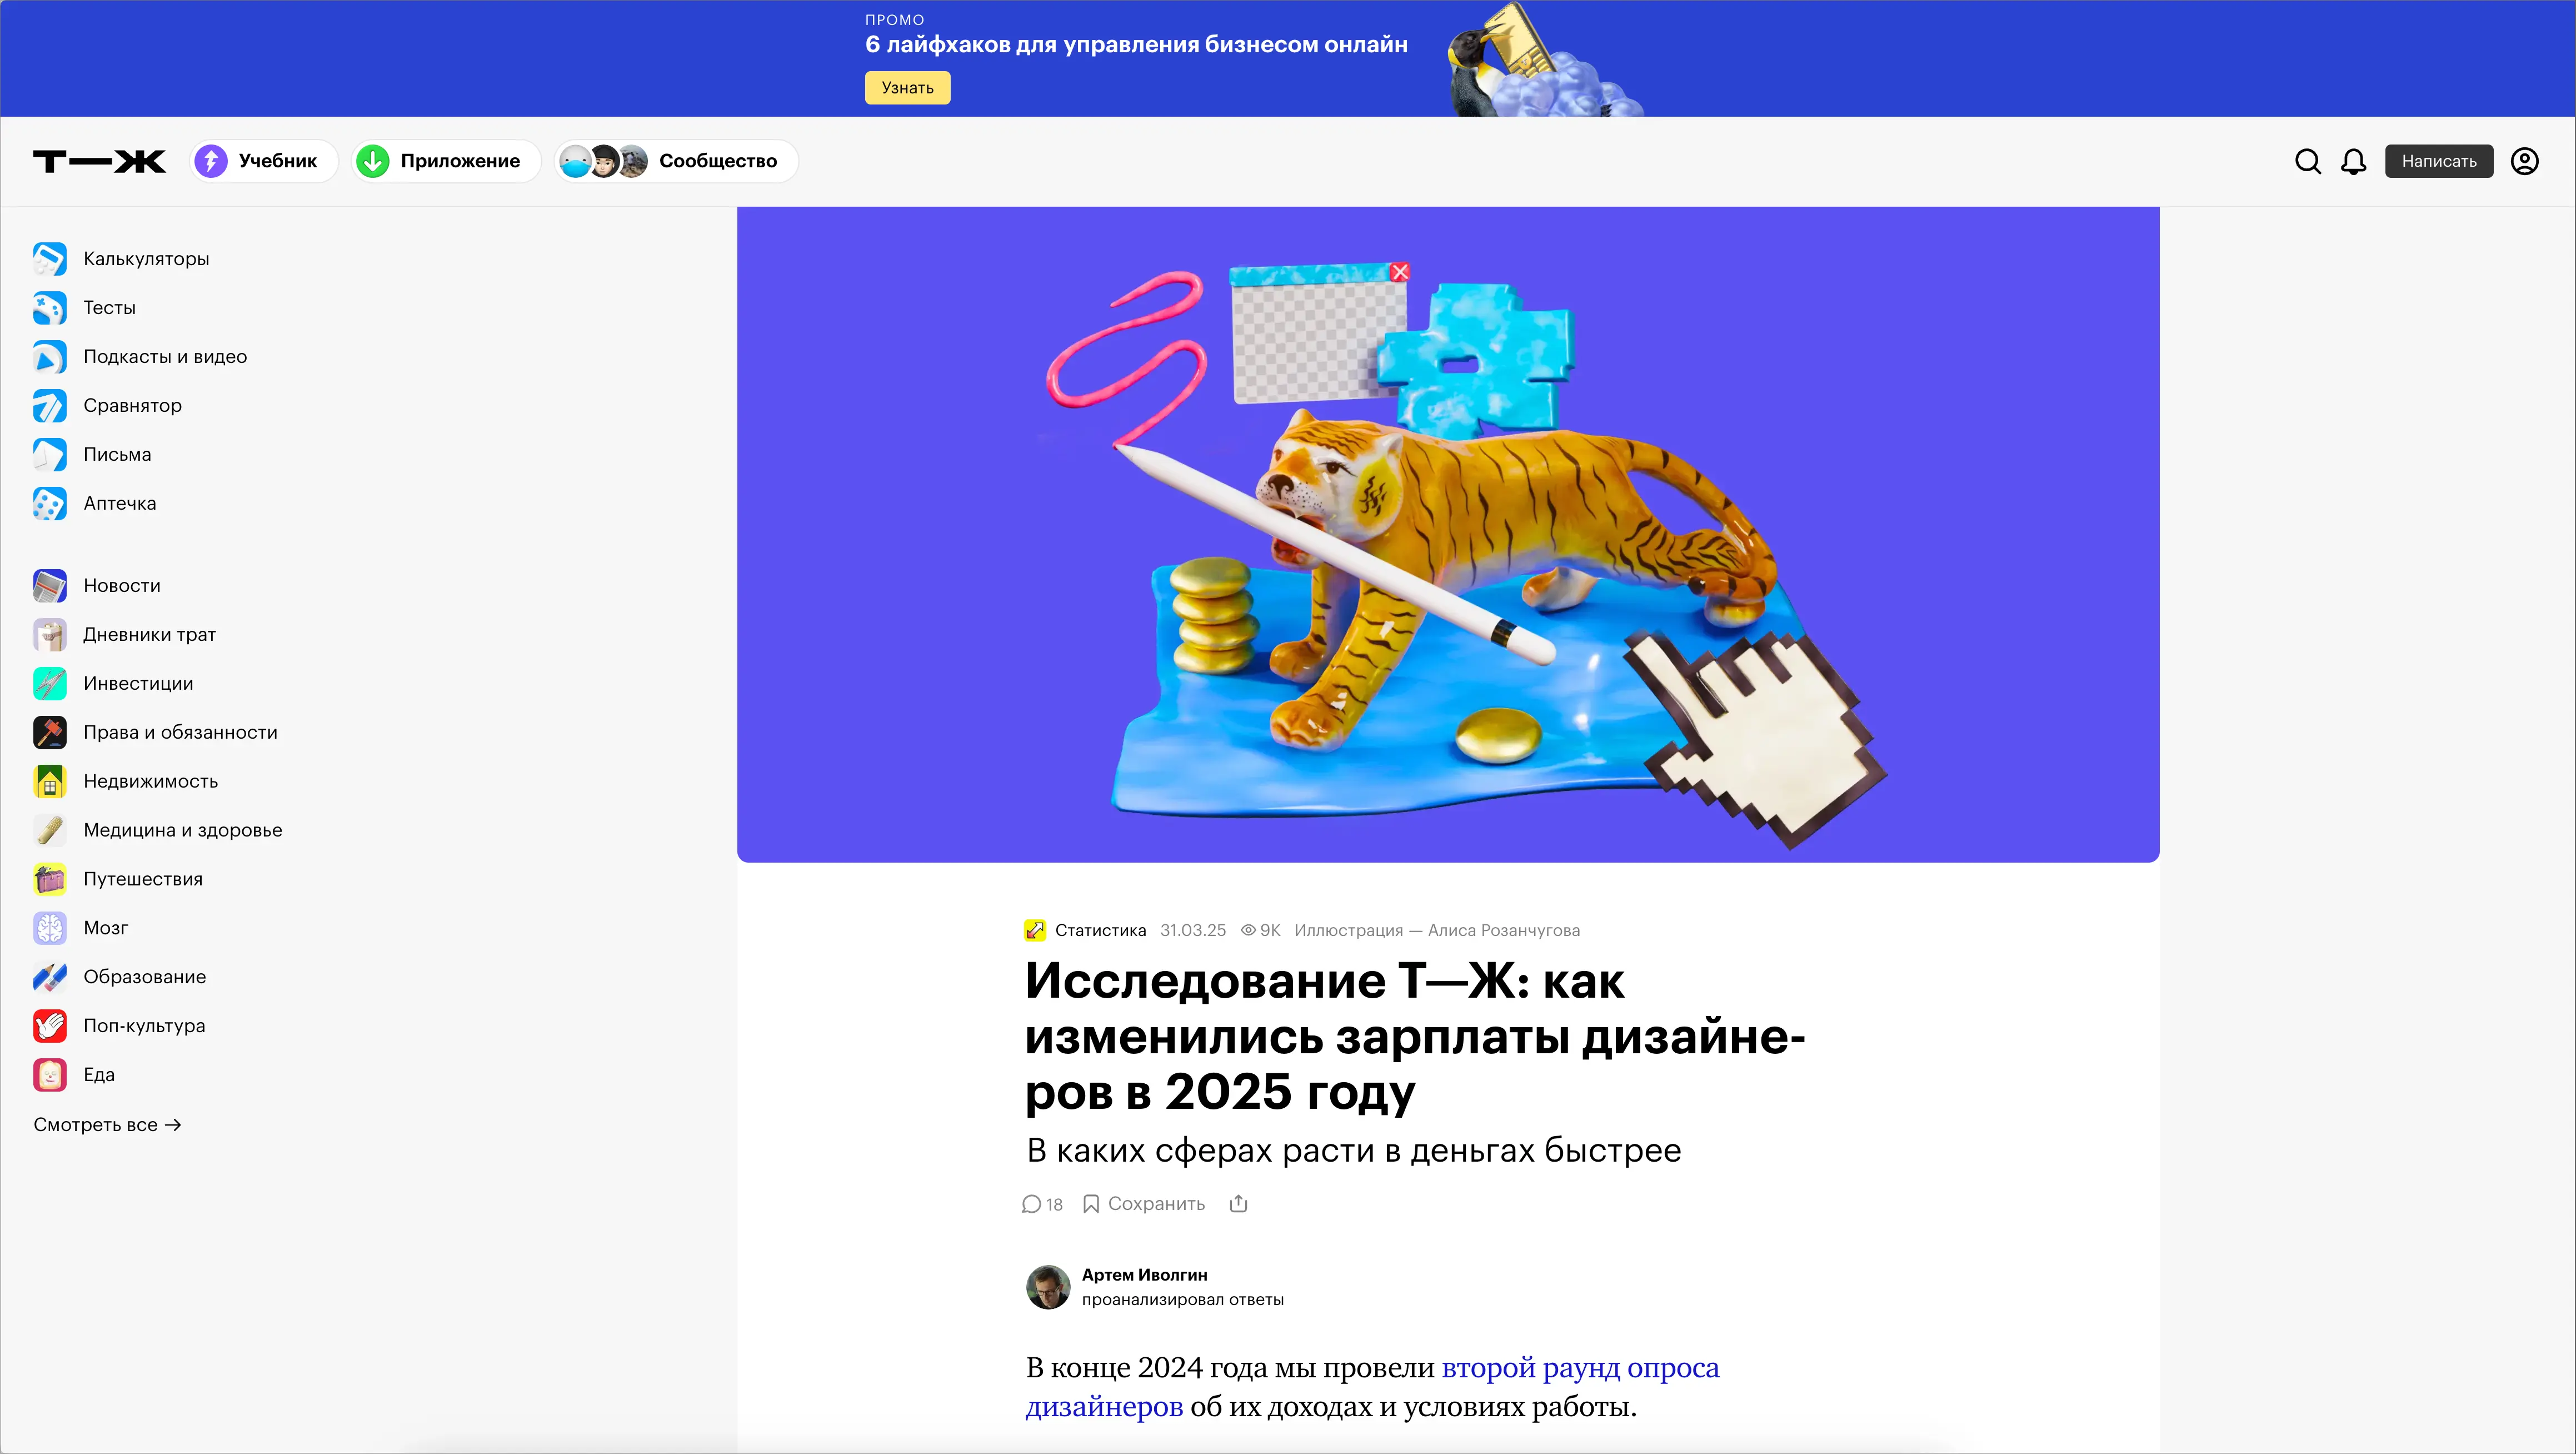 ПРОМО
6 лайфхаков для управления бизнесом онлайн
Узнать
Т—Ж
Учебник
Приложение
Сообщество
Написать
Калькуляторы
Тесты
Подкасты и видео
Сравнятор
Письма
Аптечка
Новости
Дневники трат
Инвестиции
Права и обязанности
Недвижимость
Медицина и здоровье
Путешествия
Мозг
Образование
Поп-культура
Еда
Смотреть все →
Статистика 31.03.25 9K Иллюстрация — Алиса Розанчугова
Исследование Т—Ж: как
изменились зарплаты дизайне-
ров в 2025 году
В каких сферах расти в деньгах быстрее
18 Сохранить
Артем Иволгин
проанализировал ответы
В конце 2024 года мы провели второй раунд опроса
дизайнеров об их доходах и условиях работы.